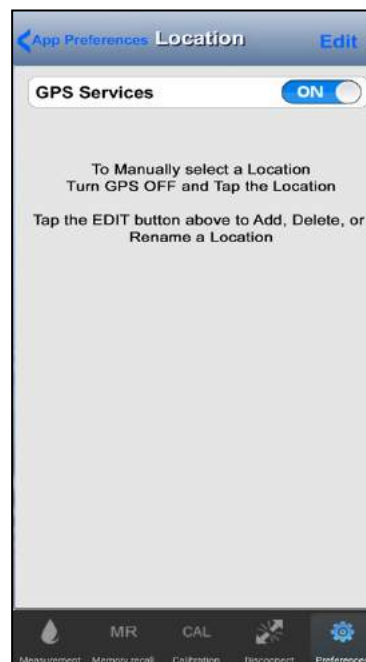 App Preferences Location Edit
GPS Services ON
To Manually select a Location
Turn GPS OFF and Tap the Location
Tap the EDIT button above to Add, Delete, or
Rename a Location
MR CAL
Measurement Memory recall Calibration Disconnect Preference